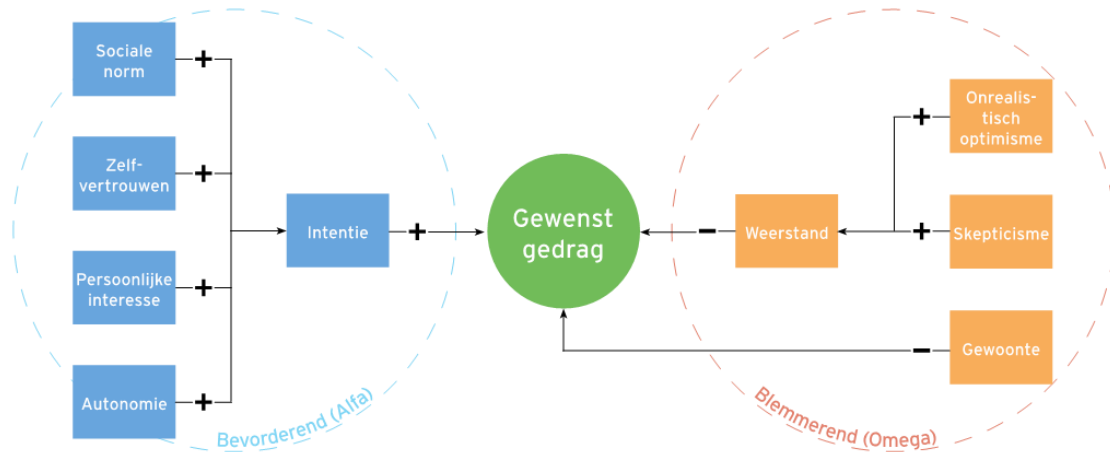 Sociale
norm
+
Zelf-
vertrouwen
+
Persoonlijke
interesse
+
Autonomie
+
Intentie
+
Bevorderend (Alfa)
Gewenst
gedrag
Weerstand
−
Onrealis-
tisch
optimisme
+
Skepticisme
+
Gewoonte
−
Blemmerend (Omega)